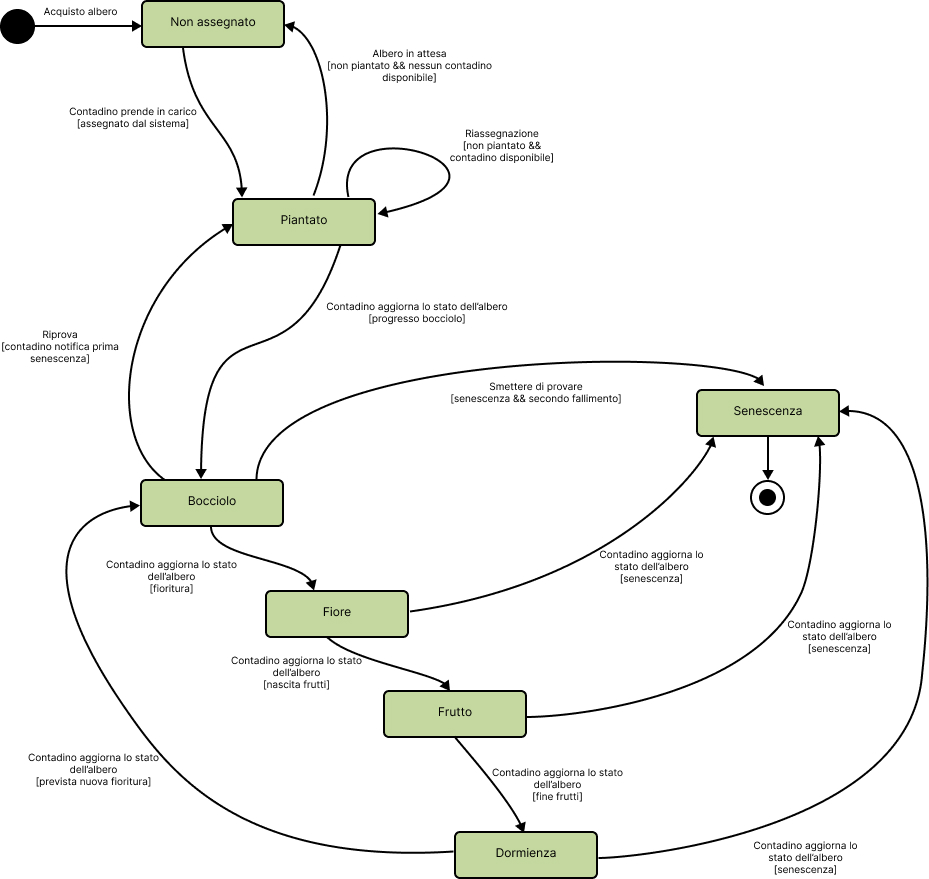 Acquisto albero
Non assegnato
Albero in attesa
[non piantato && nessun contadino
disponibile]
Contadino prende in carico
[assegnato dal sistema]
Riassegnazione
[non piantato &&
contadino disponibile]
Piantato
Contadino aggiorna lo stato dell'albero
[progresso bocciolo]
Riprova
[contadino notifica prima
senescenza]
Smettere di provare
[senescenza && secondo fallimento]
Senescenza
Bocciolo
Contadino aggiorna lo stato
dell'albero
[fioritura]
Contadino aggiorna lo
stato dell'albero
[senescenza]
Fiore
Contadino aggiorna lo
stato dell'albero
[senescenza]
Contadino aggiorna lo stato
dell'albero
[nascita frutti]
Frutto
Contadino aggiorna lo stato
dell'albero
[prevista nuova fioritura]
Contadino aggiorna lo stato
dell'albero
[fine frutti]
Dormienza
Contadino aggiorna lo
stato dell'albero
[senescenza]